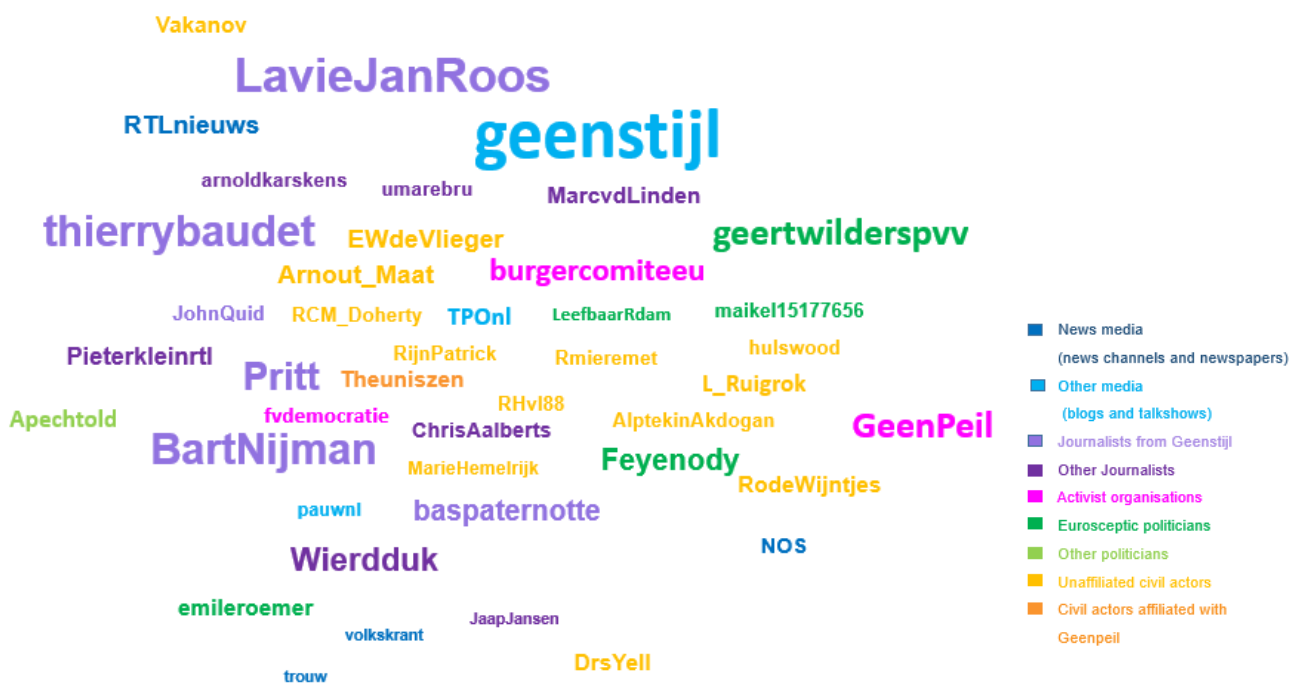 Vakanov
LavieJanRoos
RTLnieuws
geenstijl
arnoldkarskens
umarebru
MarcvdLinden
thierrybaudet
EWdeVlieger
geertwilderspvv
Arnout_Maat
burgercomiteeu
JohnQuid
RCM_Doherty
TPOnl
LeefbaarRdam
maikel15177656
Pieterkleinrtl
RijnPatrick
Rmieremet
hulswood
Pritt
Theuniszen
L_Ruigrok
Apechtold
fvdemocratie
RHvl88
AlptekinAkdogan
GeenPeil
BartNijman
ChrisAalberts
MarieHemelrijk
Feyenody
RodeWijntjes
pauwnl
baspaternotte
Wierdduk
NOS
emileroemer
JaapJansen
volkskrant
DrsYell
trouw
News media
(news channels and newspapers)
Other media
(blogs and talkshows)
Journalists from Geenstijl
Other Journalists
Activist organisations
Eurosceptic politicians
Other politicians
Unaffiliated civil actors
Civil actors affiliated with
Geenpeil